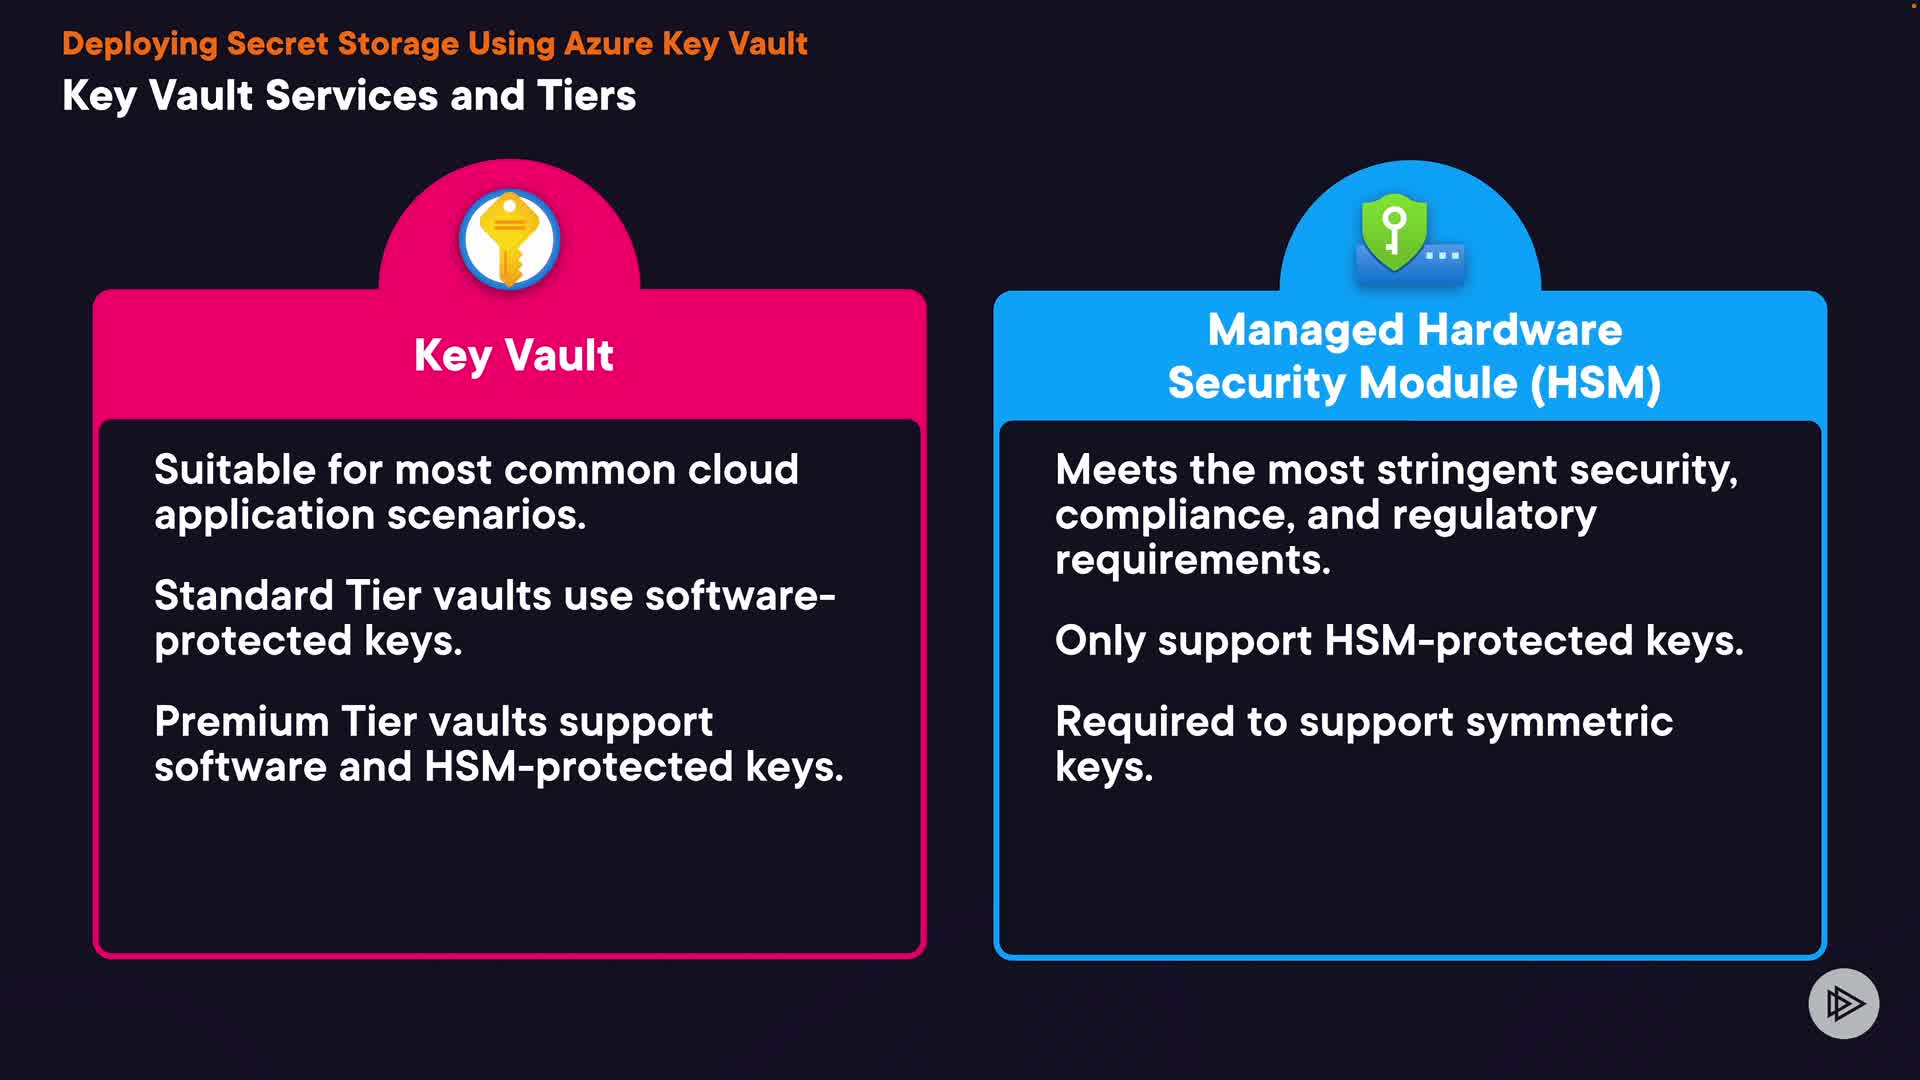 Deploying Secret Storage Using Azure Key Vault
Key Vault Services and Tiers
Key Vault
Suitable for most common cloud
application scenarios.
Standard Tier vaults use software-
protected keys.
Premium Tier vaults support
software and HSM-protected keys.
Managed Hardware
Security Module (HSM)
Meets the most stringent security,
compliance, and regulatory
requirements.
Only support HSM-protected keys.
Required to support symmetric
keys.